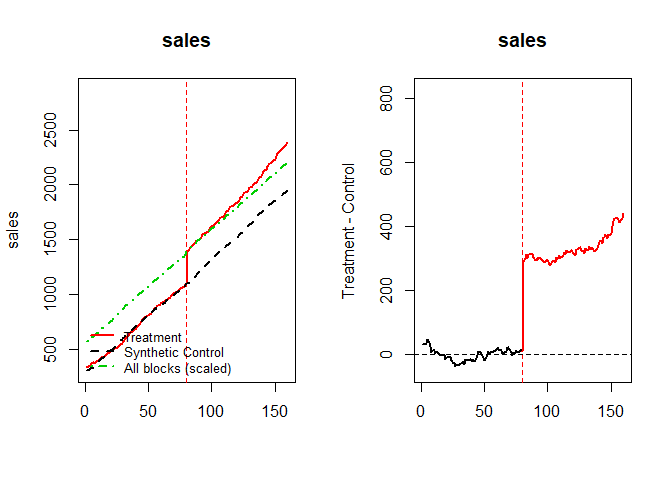 sales
sales
2500
2000
1500
1000
500
0 50 100 150
Treatment
Synthetic Control
All blocks (scaled)
sales
Treatment - Control
800
600
400
200
0
0 50 100 150